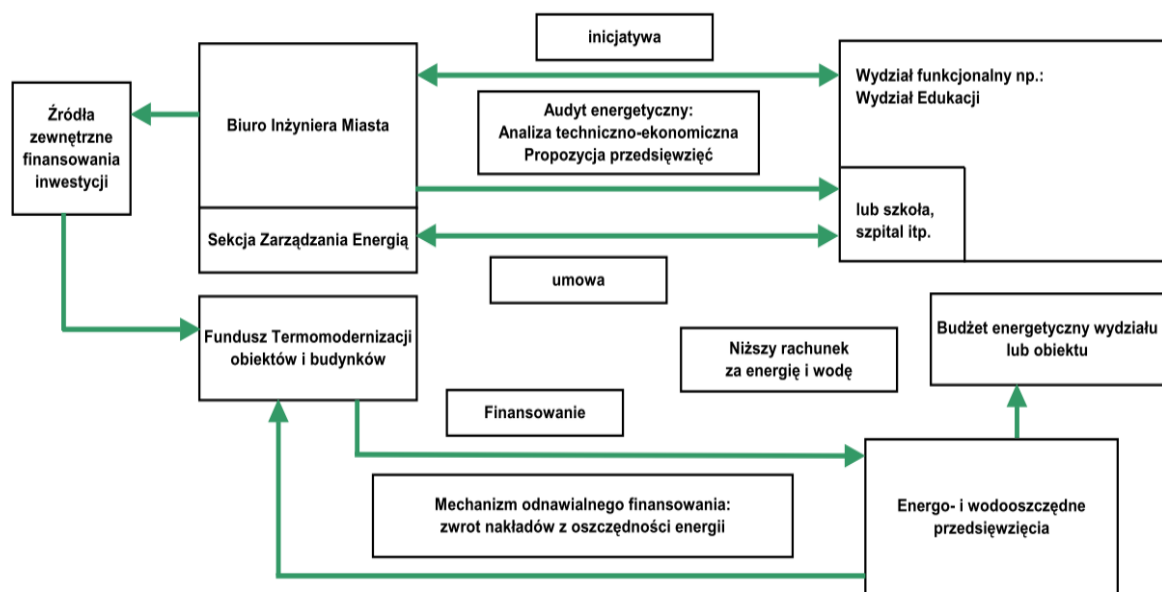 inicjatywa
Źródła
zewnętrzne
finansowania
inwestycji
Biuro Inżyniera Miasta
Audyt energetyczny:
Analiza techniczno-ekonomiczna
Propozycja przedsięwzięć
Wydział funkcjonalny np.:
Wydział Edukacji
lub szkoła,
szpital itp.
Sekcja Zarządzania Energią
umowa
Fundusz Termomodernizacji
obiektów i budynków
Niższy rachunek
za energię i wodę
Budżet energetyczny wydziału
lub obiektu
Finansowanie
Mechanizm odnawialnego finansowania:
zwrot nakładów z oszczędności energii
Energo- i wodooszczędne
przedsięwzięcia